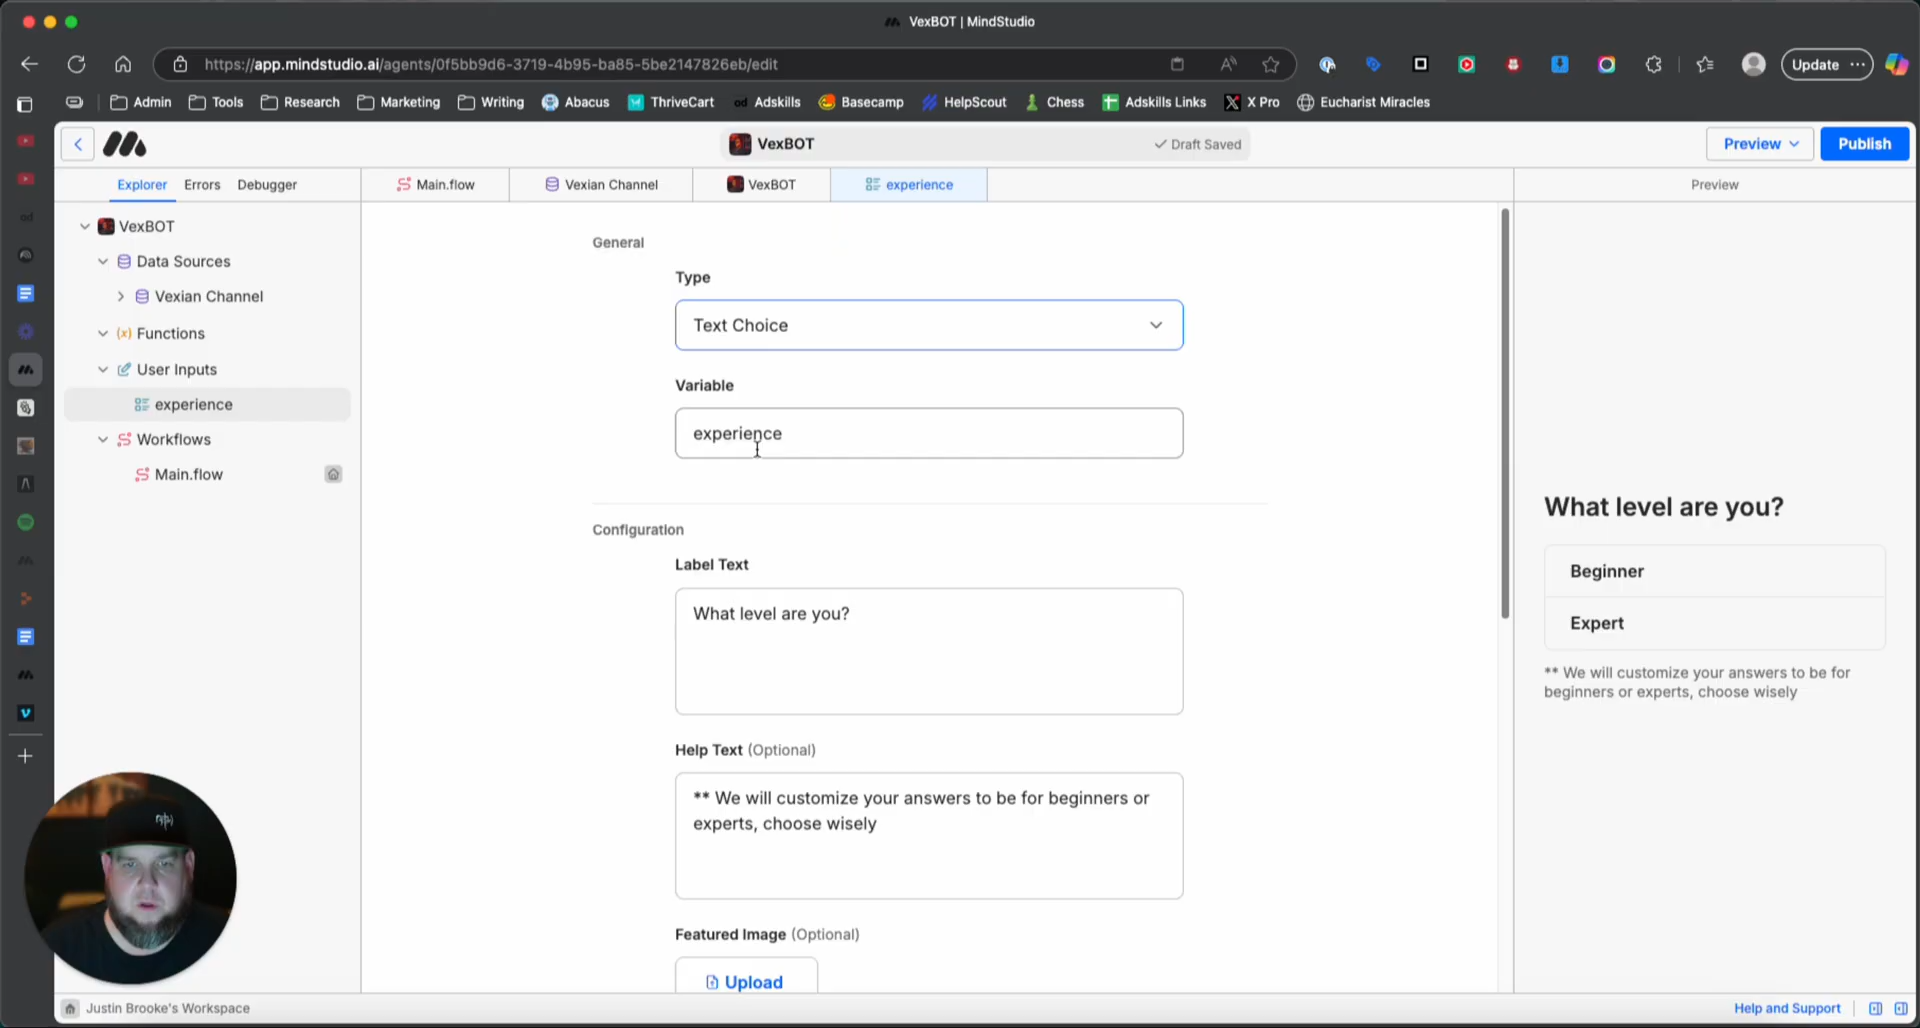 VexBOT | MindStudio
https://app.mindstudio.ai/agents/0f5bb9d6-3719-4b95-ba85-5be2147826eb/edit
Update
Admin
Tools
Research
Marketing
Writing
Abacus
ThriveCart
od Adskills
Basecamp
HelpScout
Chess
Adskills Links
X Pro
Eucharist Miracles
VexBOT
Draft Saved
Preview
Publish
Explorer
Errors
Debugger
Main.flow
Vexian Channel
VexBOT
experience
Preview
VexBOT
Data Sources
Vexian Channel
Functions
User Inputs
experience
Workflows
Main.flow
General
Type
Text Choice
Variable
experience
Configuration
Label Text
What level are you?
Help Text (Optional)
** We will customize your answers to be for beginners or
experts, choose wisely
Featured Image (Optional)
Upload
What level are you?
Beginner
Expert
** We will customize your answers to be for
beginners or experts, choose wisely
Justin Brooke's Workspace
Help and Support